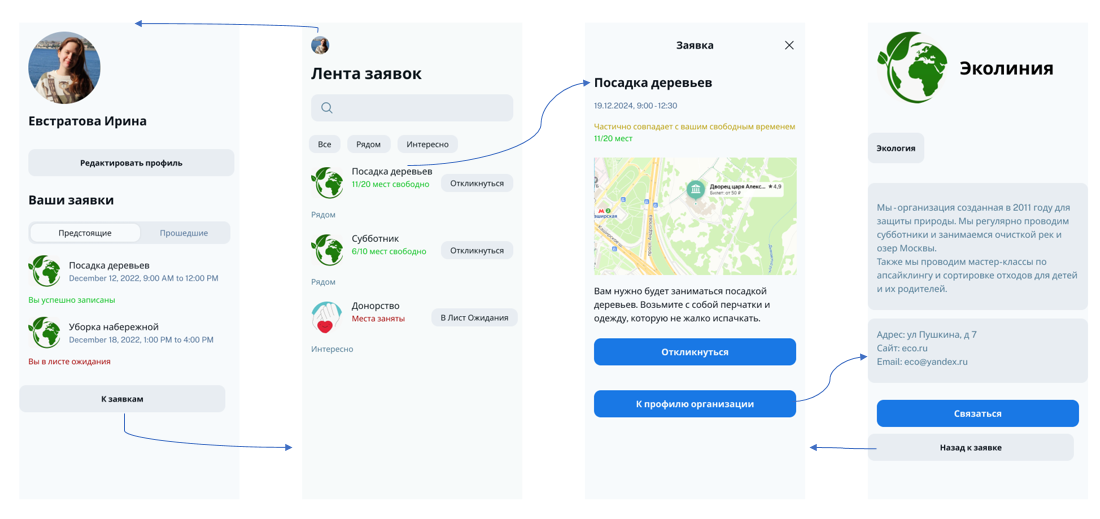 Евстратова Ирина
Редактировать профиль
Ваши заявки
Предстоящие
Прошедшие
Посадка деревьев
December 12, 2022, 9:00 AM to 12:00 PM
Вы успешно записаны
Уборка набережной
December 18, 2022, 1:00 PM to 4:00 PM
Вы в листе ожидания
К заявкам
Лента заявок
Все
Рядом
Интересно
Посадка деревьев
11/20 мест свободно
Откликнуться
Рядом
Субботник
6/10 мест свободно
Откликнуться
Рядом
Донорство
Места заняты
В Лист Ожидания
Интересно
Заявка
Посадка деревьев
19.12.2024, 9:00-12:30
Частично совпадает с вашим свободным временем
11/20 мест
Дворец царя Алекс... ★ 4,9
Билет от 50 ₽
Вам нужно будет заниматься посадкой
деревьев. Возьмите с собой перчатки и
одежду, которую не жалко испачкать.
Откликнуться
К профилю организации
Эколиния
Экология
Мы-организация созданная в 2011 году для
защиты природы. Мы регулярно проводим
субботники и занимаемся очисткой рек и
озер Москвы.
Также мы проводим мастер-классы по
апсайклингу и сортировке отходов для детей
и их родителей.
Адрес: ул Пушкина, д 7
Сайт: eco.ru
Email: eco@yandex.ru
Связаться
Назад к заявке